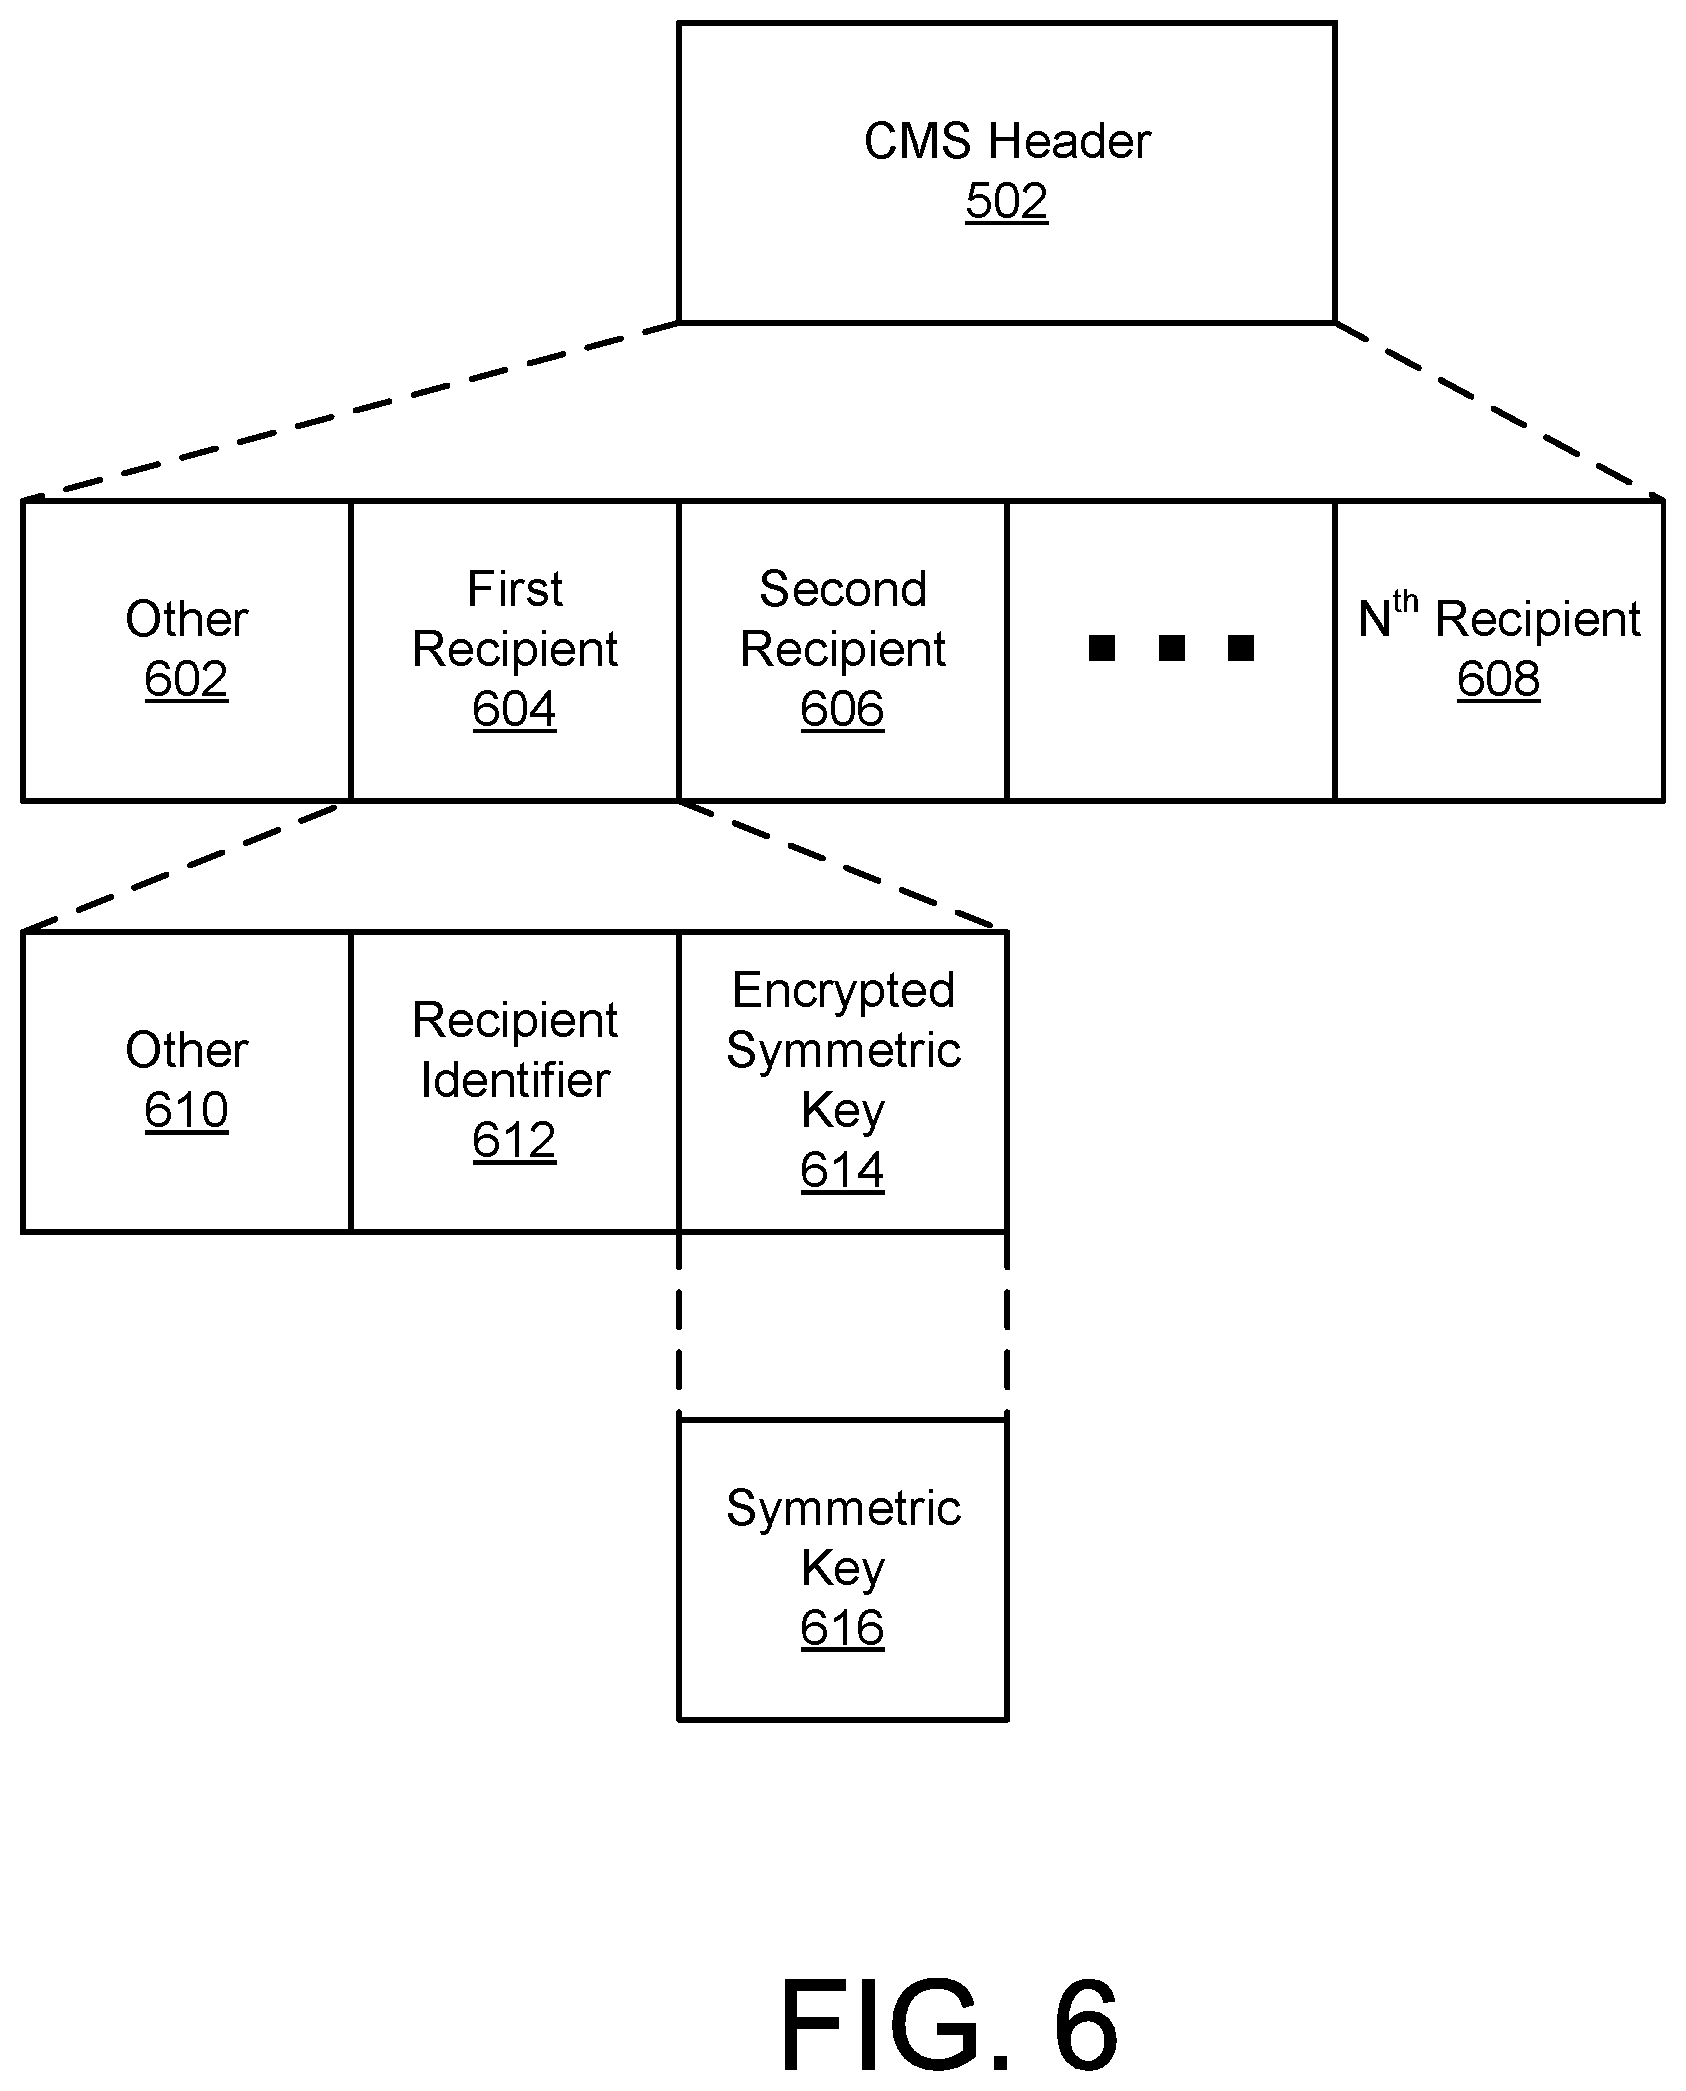 CMS Header
502
Other
602
First
Recipient
604
Second
Recipient
606
Nth Recipient
608
Other
610
Recipient
Identifier
612
Encrypted
Symmetric
Key
614
Symmetric
Key
616
FIG. 6